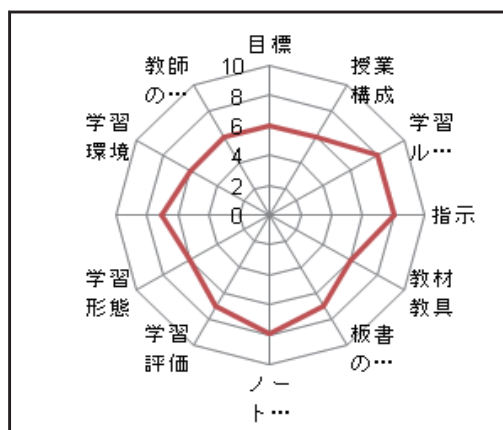 目標
授業
構成
学習
ル…
指示
教材
教具
板書
の…
ノー
ト…
学習
評価
学習
形態
学習
環境
教師
の…
10
8
6
4
2
0